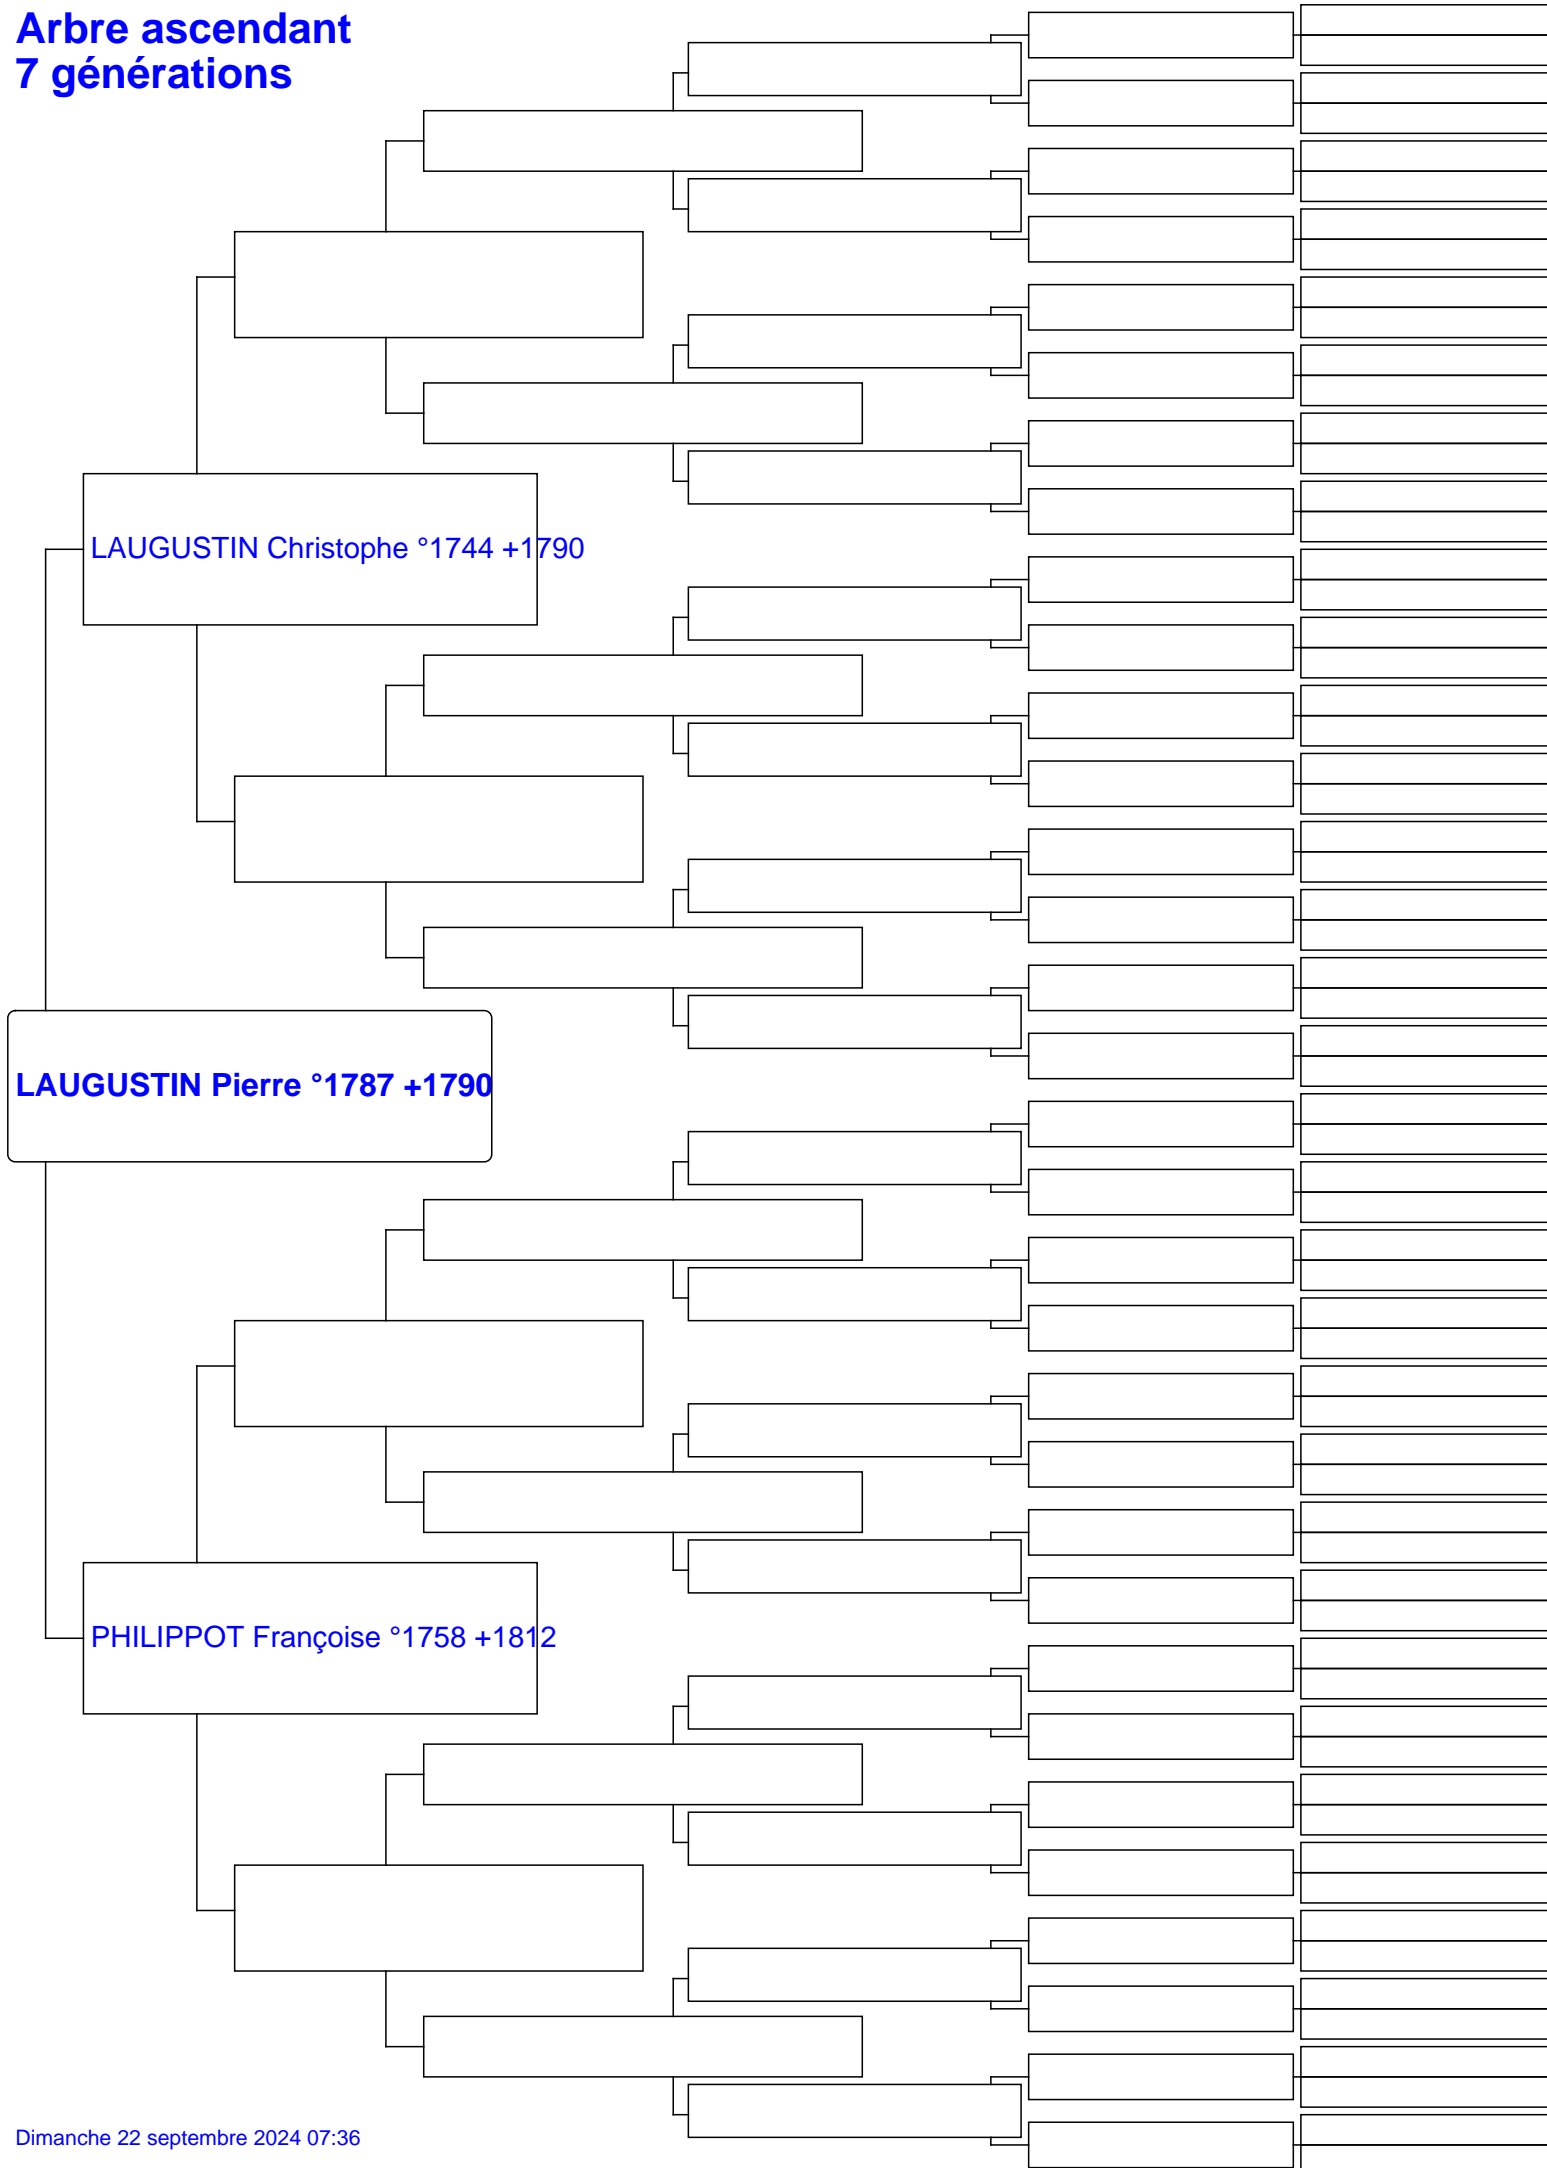 Arbre ascendant
7 générations
LAUGUSTIN Christophe °1744 +1790
LAUGUSTIN Pierre °1787 +1790
PHILIPPOT Françoise °1758 +1812
Dimanche 22 septembre 2024 07:36